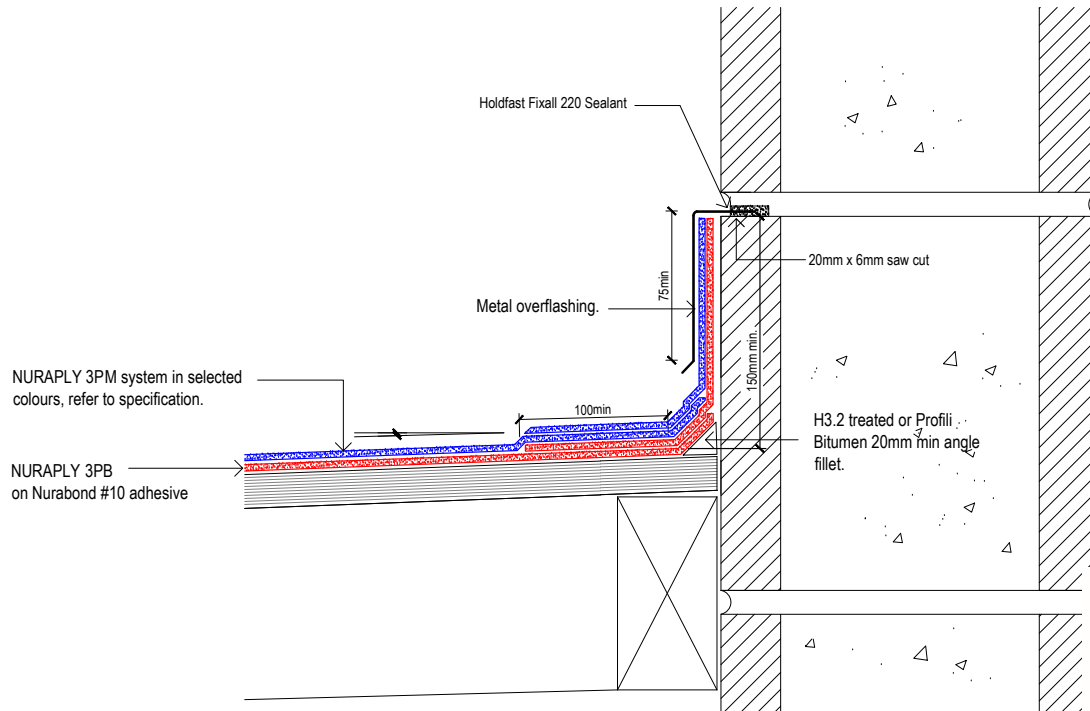 Holdfast Fixall 220 Sealant
20mm x 6mm saw cut
75min
Metal overflashing.
150mm min.
NURAPLY 3PM system in selected
colours, refer to specification.
100min
H3.2 treated or Profili
Bitumen 20mm min angle
fillet.
NURAPLY 3PB
on Nurabond #10 adhesive